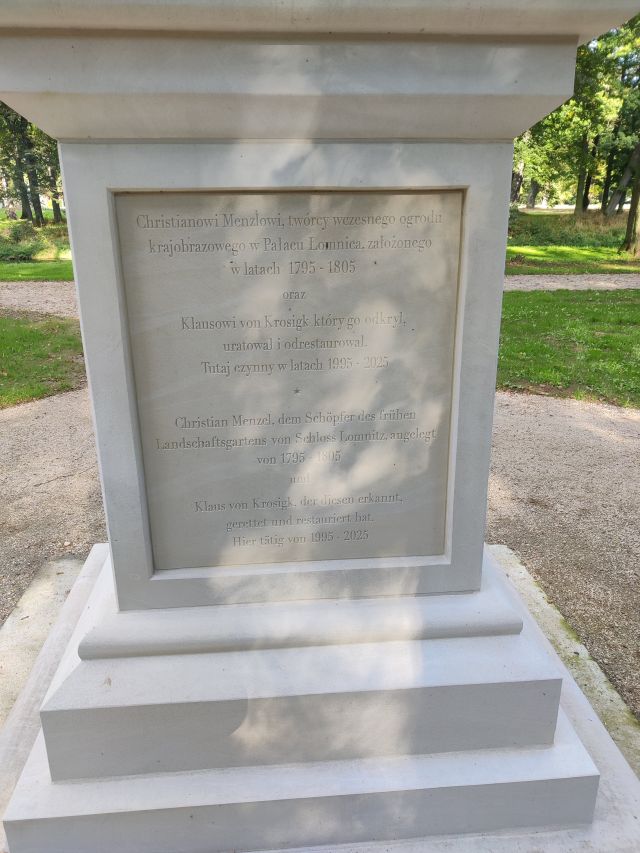 Christianowi Menzlowi, twórcy wczesnego ogrodu
krajobrazowego w Pałacu Łomnica, założonego
w latach 1795 - 1805
oraz
Klausowi von Krosigk który go odkrył,
uratował i odrestaurował.
Tutaj czynny w latach 1995 - 2025
*
Christian Menzel, dem Schöpfer des frühen
Landschaftsgartens von Schloss Lomnitz, angelegt
von 1795 - 1805
und
Klaus von Krosigk, der diesen erkannt,
gerettet und restauriert hat.
Hier tätig von 1995 - 2025